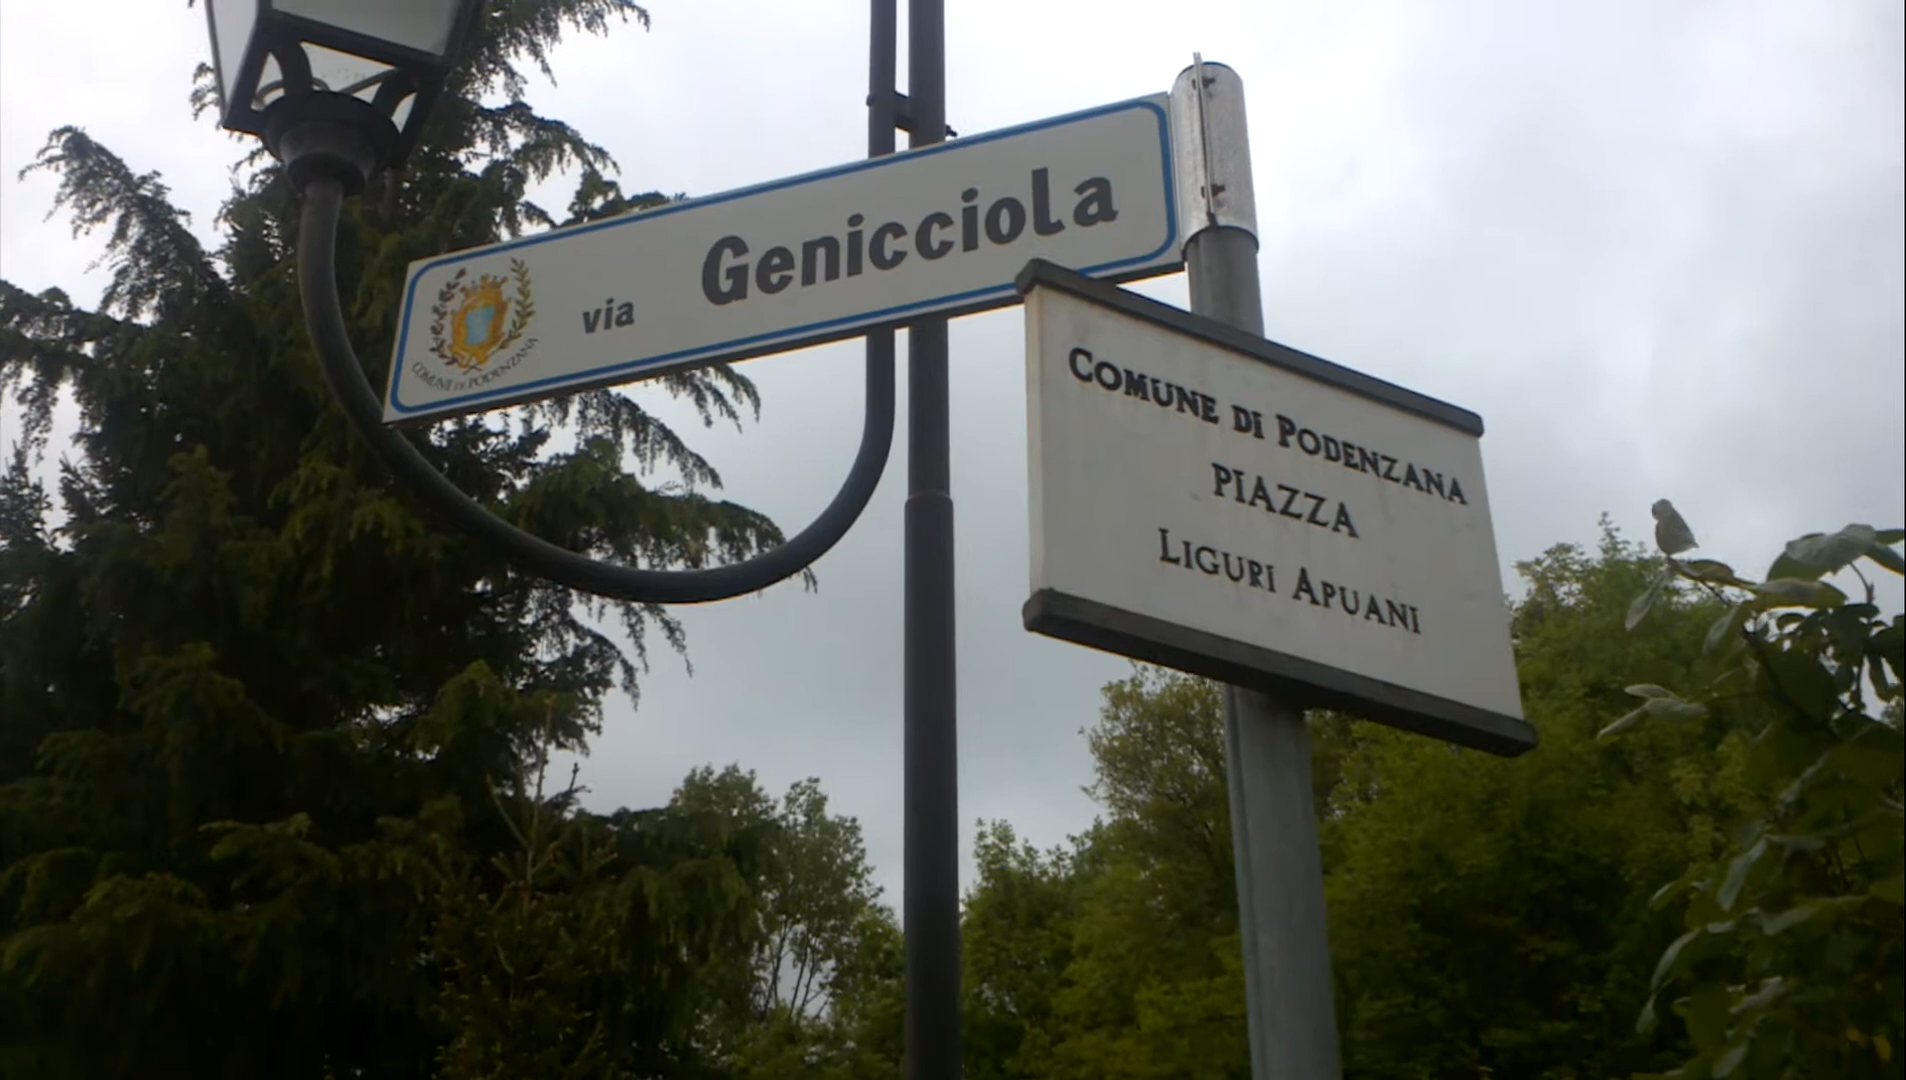 via Genicciola
COMUNE DI PODENZANA
COMUNE Di PODENZANA
PIAZZA
LIGURI APUANI